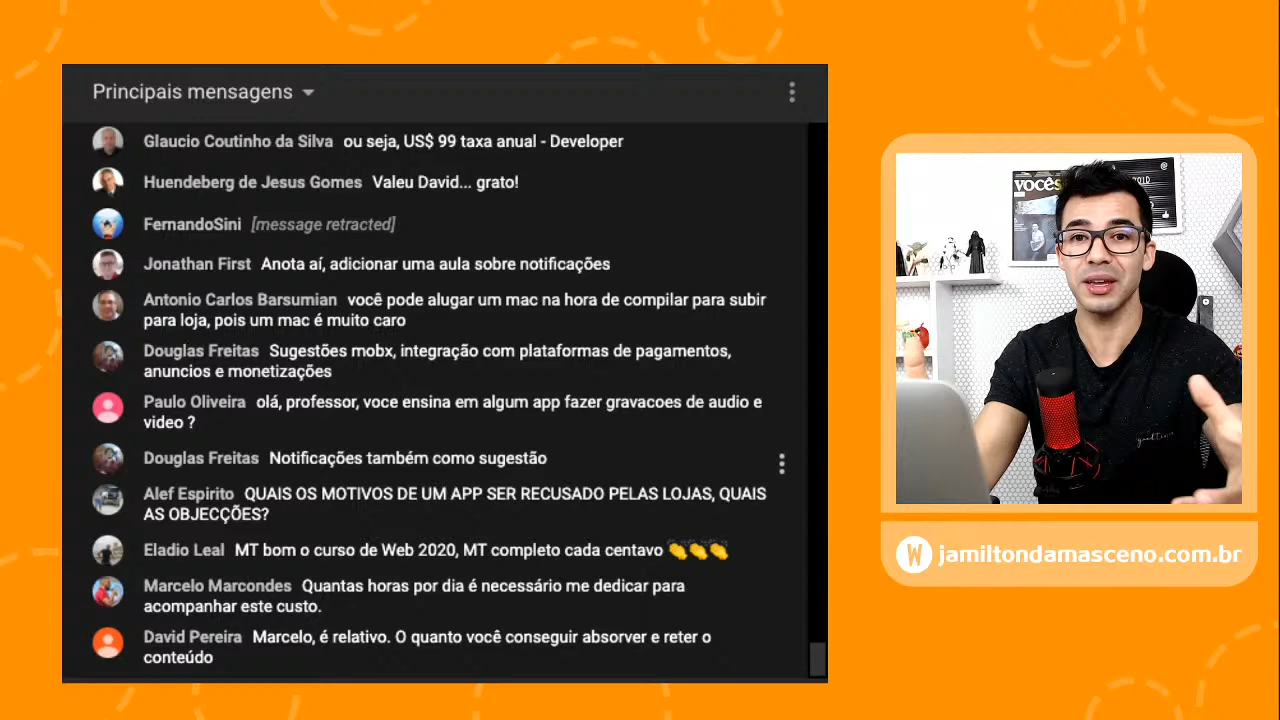 Principais mensagens
Glaucio Coutinho da Silva ou seja, US$ 99 taxa anual - Developer
Huendeberg de Jesus Gomes Valeu David... grato!
FernandoSini [message retracted]
Jonathan First Anota aí, adicionar uma aula sobre notificações
Antonio Carlos Barsumian você pode alugar um mac na hora de compilar para subir
para loja, pois um mac é muito caro
Douglas Freitas Sugestões mobx, integração com plataformas de pagamentos,
anuncios e monetizações
Paulo Oliveira olá, professor, voce ensina em algum app fazer gravacoes de audio e
video ?
Douglas Freitas Notificações também como sugestão
Alef Espirito QUAIS OS MOTIVOS DE UM APP SER RECUSADO PELAS LOJAS, QUAIS
AS OBJECÇÕES?
Eladio Leal MT bom o curso de Web 2020, MT completo cada centavo 👏👏👏
Marcelo Marcondes Quantas horas por dia é necessário me dedicar para
acompanhar este custo.
David Pereira Marcelo, é relativo. O quanto você conseguir absorver e reter o
conteúdo
você
W jamiltondamasceno.com.br